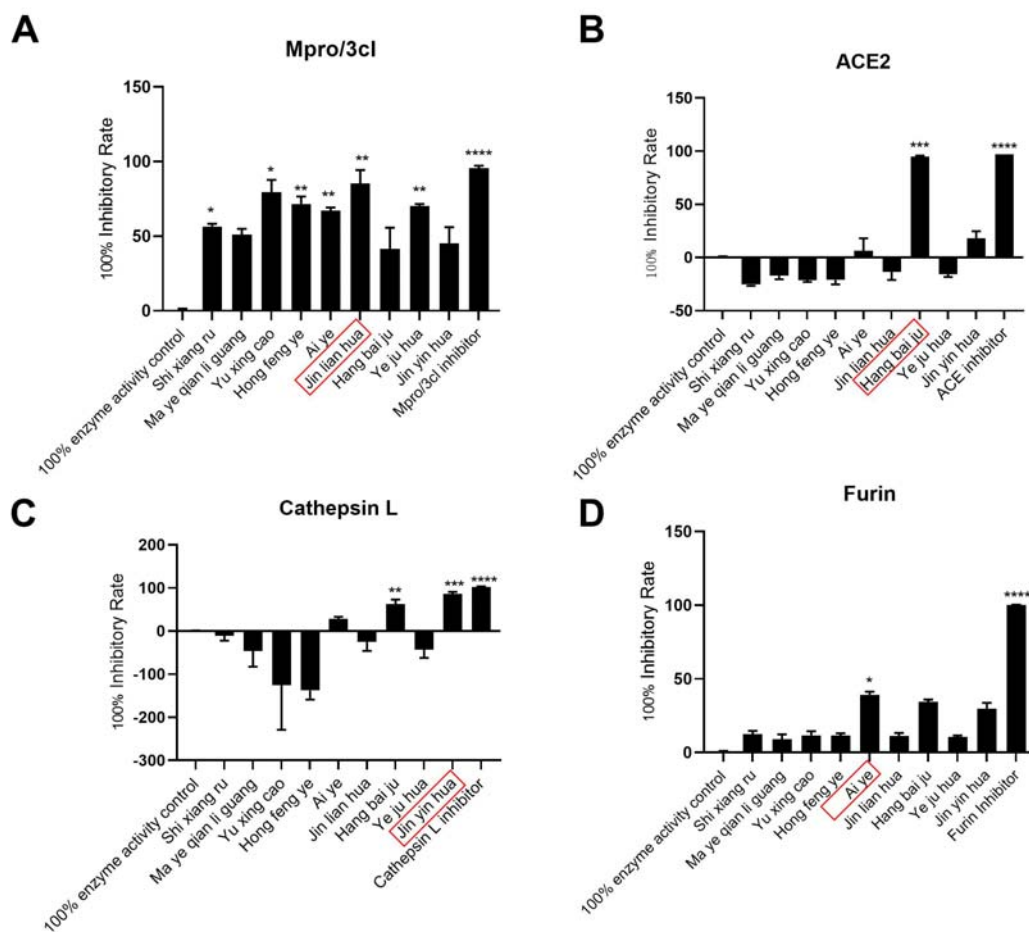 A
Mpro/3cl
100% Inhibitory Rate
150
100
50
0
*
*
**
**
**
**
****
100% enzyme activity control
Shi xiang ru
Ma ye qian li guang
Yu xing cao
Hong feng ye
Ai ye
Jin lian hua
Hang bai ju
Ye ju hua
Jin yin hua
Mpro/3cl inhibitor
B
ACE2
100% Inhibitory Rate
150
100
50
0
-50
***
****
100% enzyme activity control
Shi xiang ru
Ma ye qian li guang
Yu xing cao
Hong feng ye
Ai ye
Jin lian hua
Hang bai ju
Ye ju hua
Jin yin hua
ACE inhibitor
C
Cathepsin L
100% Inhibitory Rate
200
100
0
-100
-200
-300
**
***
****
100% enzyme activity control
Shi xiang ru
Ma ye qian li guang
Yu xing cao
Hong feng ye
Ai ye
Jin lian hua
Hang bai ju
Ye ju hua
Jin yin hua
Cathepsin L inhibitor
D
Furin
100% Inhibitory Rate
150
100
50
0
*
****
100% enzyme activity control
Shi xiang ru
Ma ye qian li guang
Yu xing cao
Hong feng ye
Ai ye
Jin lian hua
Hang bai ju
Ye ju hua
Jin yin hua
Furin Inhibitor